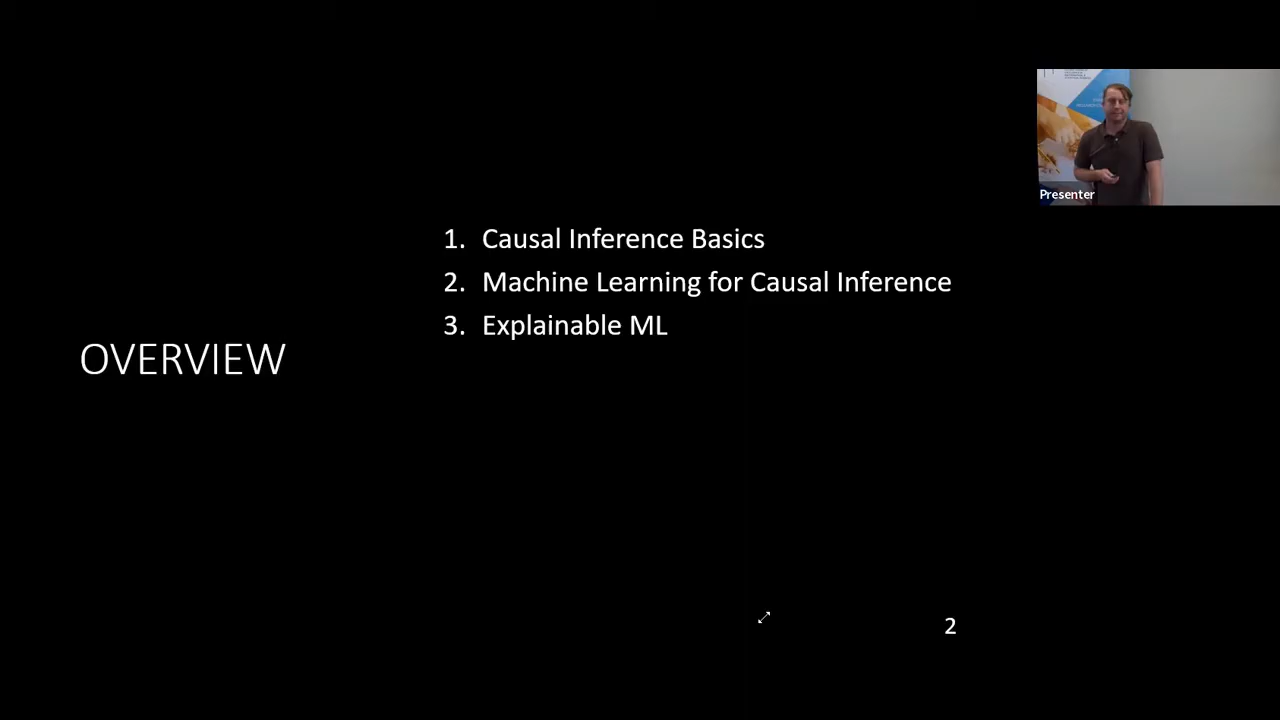 OVERVIEW
1. Causal Inference Basics
2. Machine Learning for Causal Inference
3. Explainable ML
Presenter
2